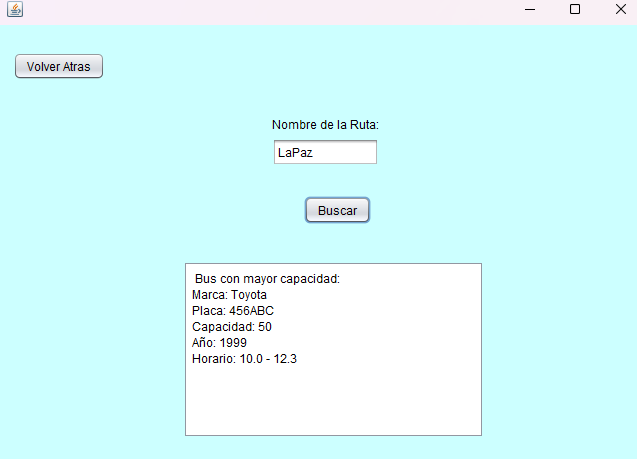 Volver Atras
Nombre de la Ruta:
LaPaz
Buscar
Bus con mayor capacidad:
Marca: Toyota
Placa: 456ABC
Capacidad: 50
Año: 1999
Horario: 10.0 - 12.3